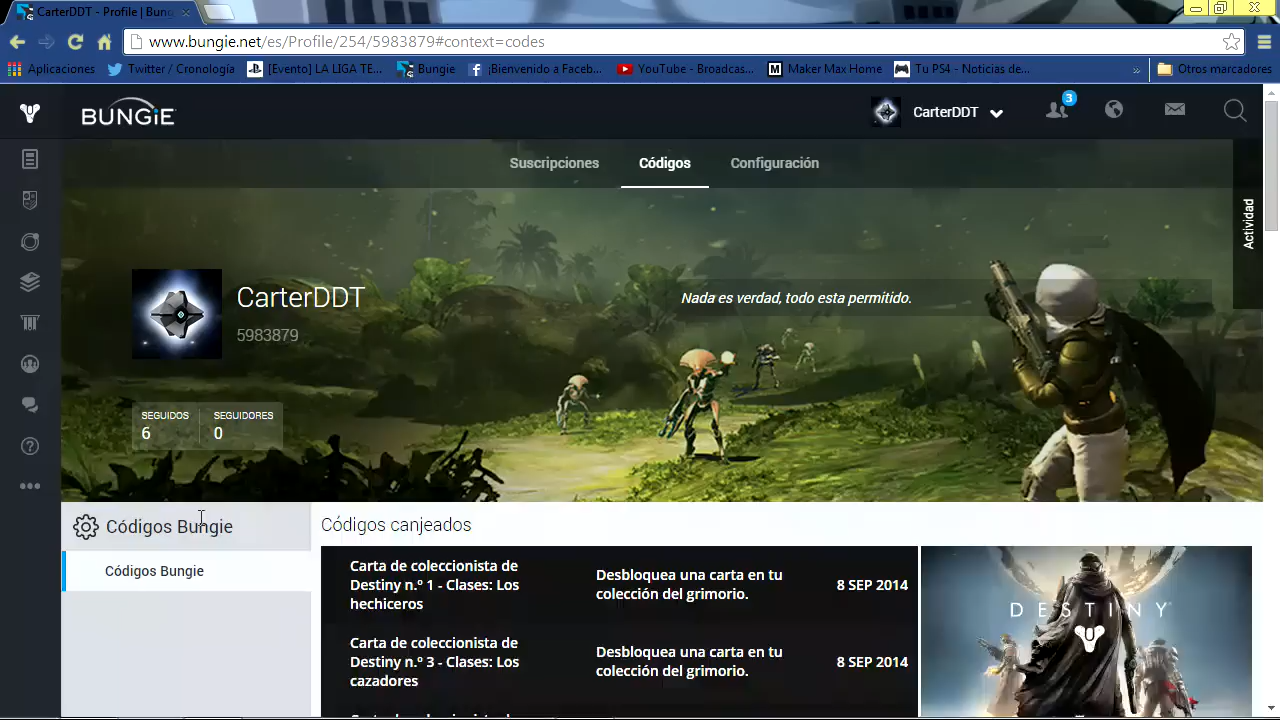 CarterDDT - Profile | Bung
www.bungie.net/es/Profile/254/5983879#context=codes
Aplicaciones Twitter / Cronología [Evento] LA LIGA TE... Bungie ¡Bienvenido a Faceb... YouTube - Broadcas... Maker Max Home Tu PS4 - Noticias de... » Otros marcadores
BUNGiE CarterDDT 3
Suscripciones Códigos Configuración
Actividad
CarterDDT
5983879
Nada es verdad, todo esta permitido.
SEGUIDOS SEGUIDORES
6 0
Códigos Bungie
Códigos Bungie
Códigos canjeados
Carta de coleccionista de
Destiny n.º 1 - Clases: Los
hechiceros
Desbloquea una carta en tu
colección del grimorio.
8 SEP 2014
Carta de coleccionista de
Destiny n.º 3 - Clases: Los
cazadores
Desbloquea una carta en tu
colección del grimorio.
8 SEP 2014
DESTINY